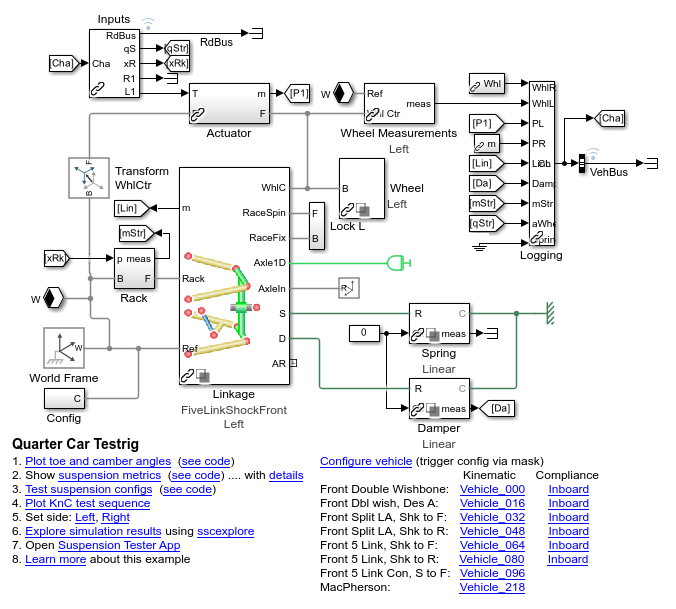 Inputs
RdBus
qS
xR
R1
L1
Cha
[Cha]
[qStr]
[xRk]
RdBus
T
m
F
Actuator
[P1]
W
Ref
Whl Ctr
meas
Wheel Measurements
Left
Whl
[P1]
m
[Lin]
[Da]
[mStr]
[qStr]
WhlR
WhlL
PL
PR
Lin
Ch
Damp
mStr
aWhe
Sprin
Logging
[Cha]
VehBus
F
B
Transform
WhlCtr
[Lin]
[mStr]
[xRk]
p meas
B
F
Rack
W
W
World Frame
C
Config
m
Rack
Ref
WhlC
RaceSpin
RaceFix
Axle1D
AxleIn
S
D
AR
Linkage
FiveLinkShockFront
Left
B
Wheel
Left
F
B
Lock L
R
0
R
C
meas
Spring
Linear
R
C
meas
Damper
Linear
[Da]
Quarter Car Testrig
1. Plot toe and camber angles (see code)
2. Show suspension metrics (see code) .... with details
3. Test suspension configs (see code)
4. Plot KnC test sequence
5. Set side: Left, Right
6. Explore simulation results using sscexplore
7. Open Suspension Tester App
8. Learn more about this example
Configure vehicle (trigger config via mask)
Kinematic Compliance
Front Double Wishbone: Vehicle_000 Inboard
Front Dbl wish, Des A: Vehicle_016 Inboard
Front Split LA, Shk to F: Vehicle_032 Inboard
Front Split LA, Shk to R: Vehicle_048 Inboard
Front 5 Link, Shk to F: Vehicle_064 Inboard
Front 5 Link, Shk to R: Vehicle_080 Inboard
Front 5 Link Con, S to F: Vehicle_096
MacPherson: Vehicle_218